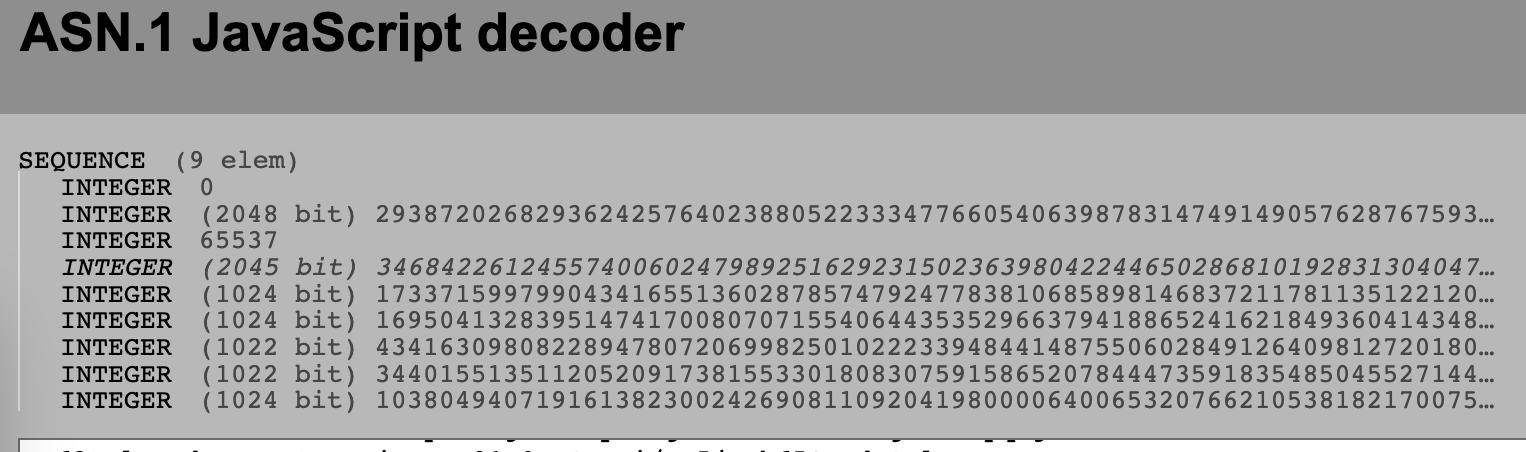 ASN.1 JavaScript decoder
SEQUENCE (9 elem)
INTEGER 0
INTEGER (2048 bit) 293872026829362425764023880522333477660540639878314749149057628767593…
INTEGER 65537
INTEGER (2045 bit) 346842261245574006024798925162923150236398042244650286810192831304047…
INTEGER (1024 bit) 173371599799043416551360287857479247783810685898146837211781135122120…
INTEGER (1024 bit) 169504132839514741700807071554064435352966379418865241621849360414348…
INTEGER (1022 bit) 434163098082289478072069982501022233948441487550602849126409812720180…
INTEGER (1022 bit) 344015513511205209173815533018083075915865207844473591835485045527144…
INTEGER (1024 bit) 103804940719161382300242690811092041980000640065320766210538182170075…